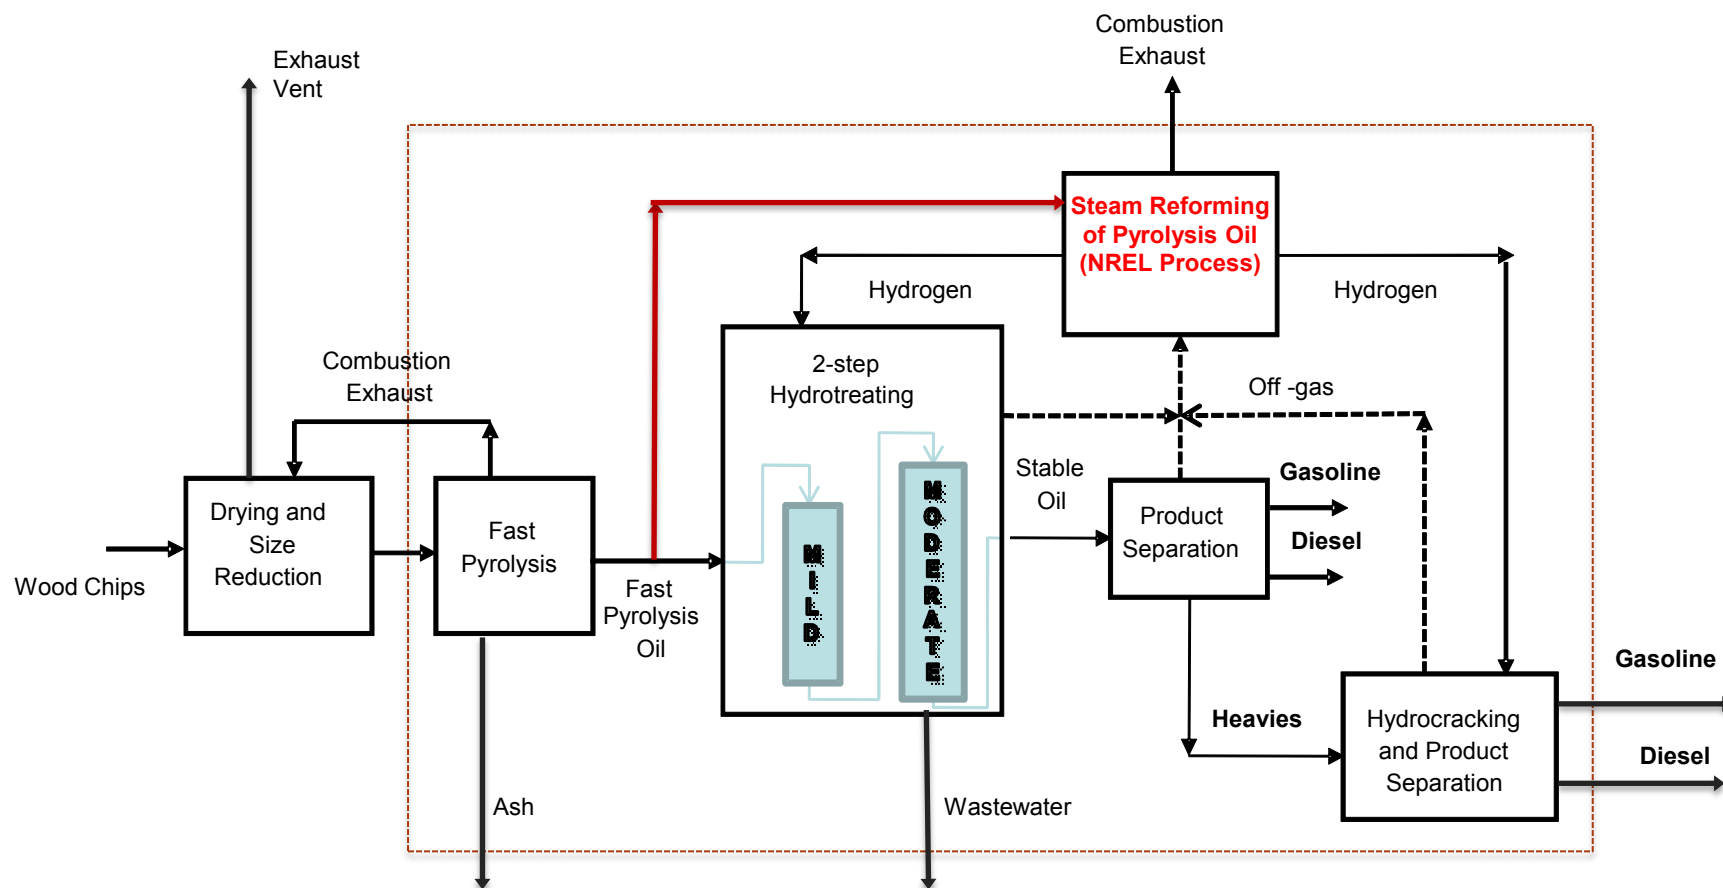 Combustion
Exhaust
Exhaust
Vent
Steam Reforming
of Pyrolysis Oil
(NREL Process)
Hydrogen
Hydrogen
Combustion
Exhaust
2-step
Hydrotreating
Off -gas
Stable
Oil
Gasoline
Diesel
Product
Separation
Drying and
Size
Reduction
Fast
Pyrolysis
Wood Chips
Fast
Pyrolysis
Oil
MILD
MODERATE
Heavies
Hydrocracking
and Product
Separation
Gasoline
Diesel
Ash
Wastewater